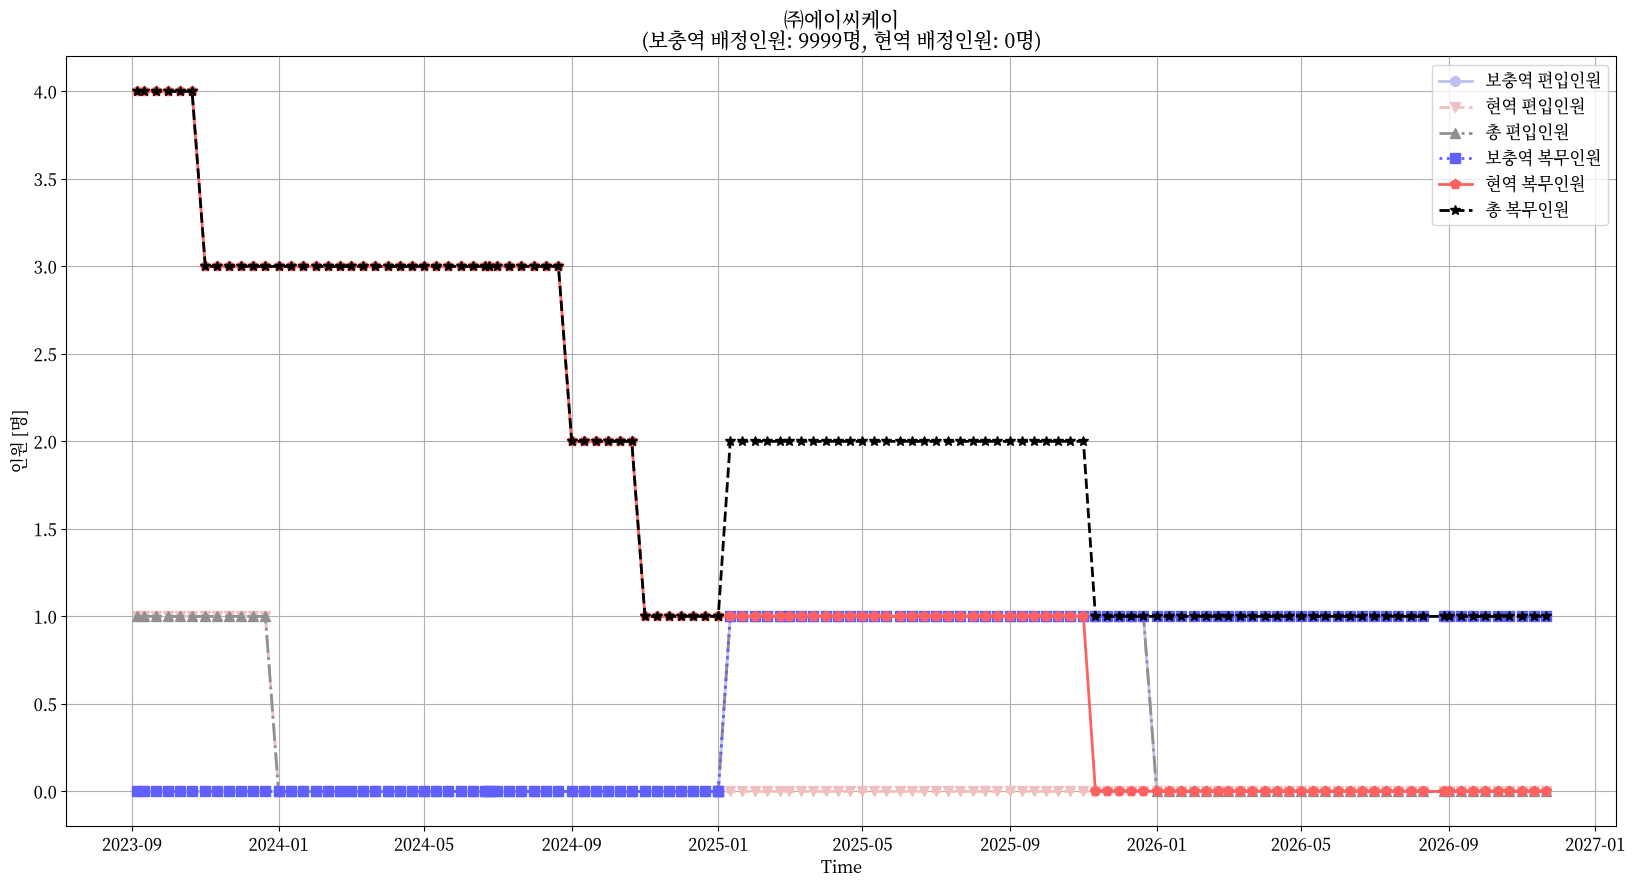 ㈜에이씨케이
(보충역 배정인원: 9999명, 현역 배정인원: 0명)
보충역 편입인원
현역 편입인원
총 편입인원
보충역 복무인원
현역 복무인원
총 복무인원
4.0
3.5
3.0
2.5
2.0
1.5
1.0
0.5
0.0
인원 [명]
2023-09
2024-01
2024-05
2024-09
2025-01
2025-05
2025-09
2026-01
2026-05
2026-09
2027-01
Time